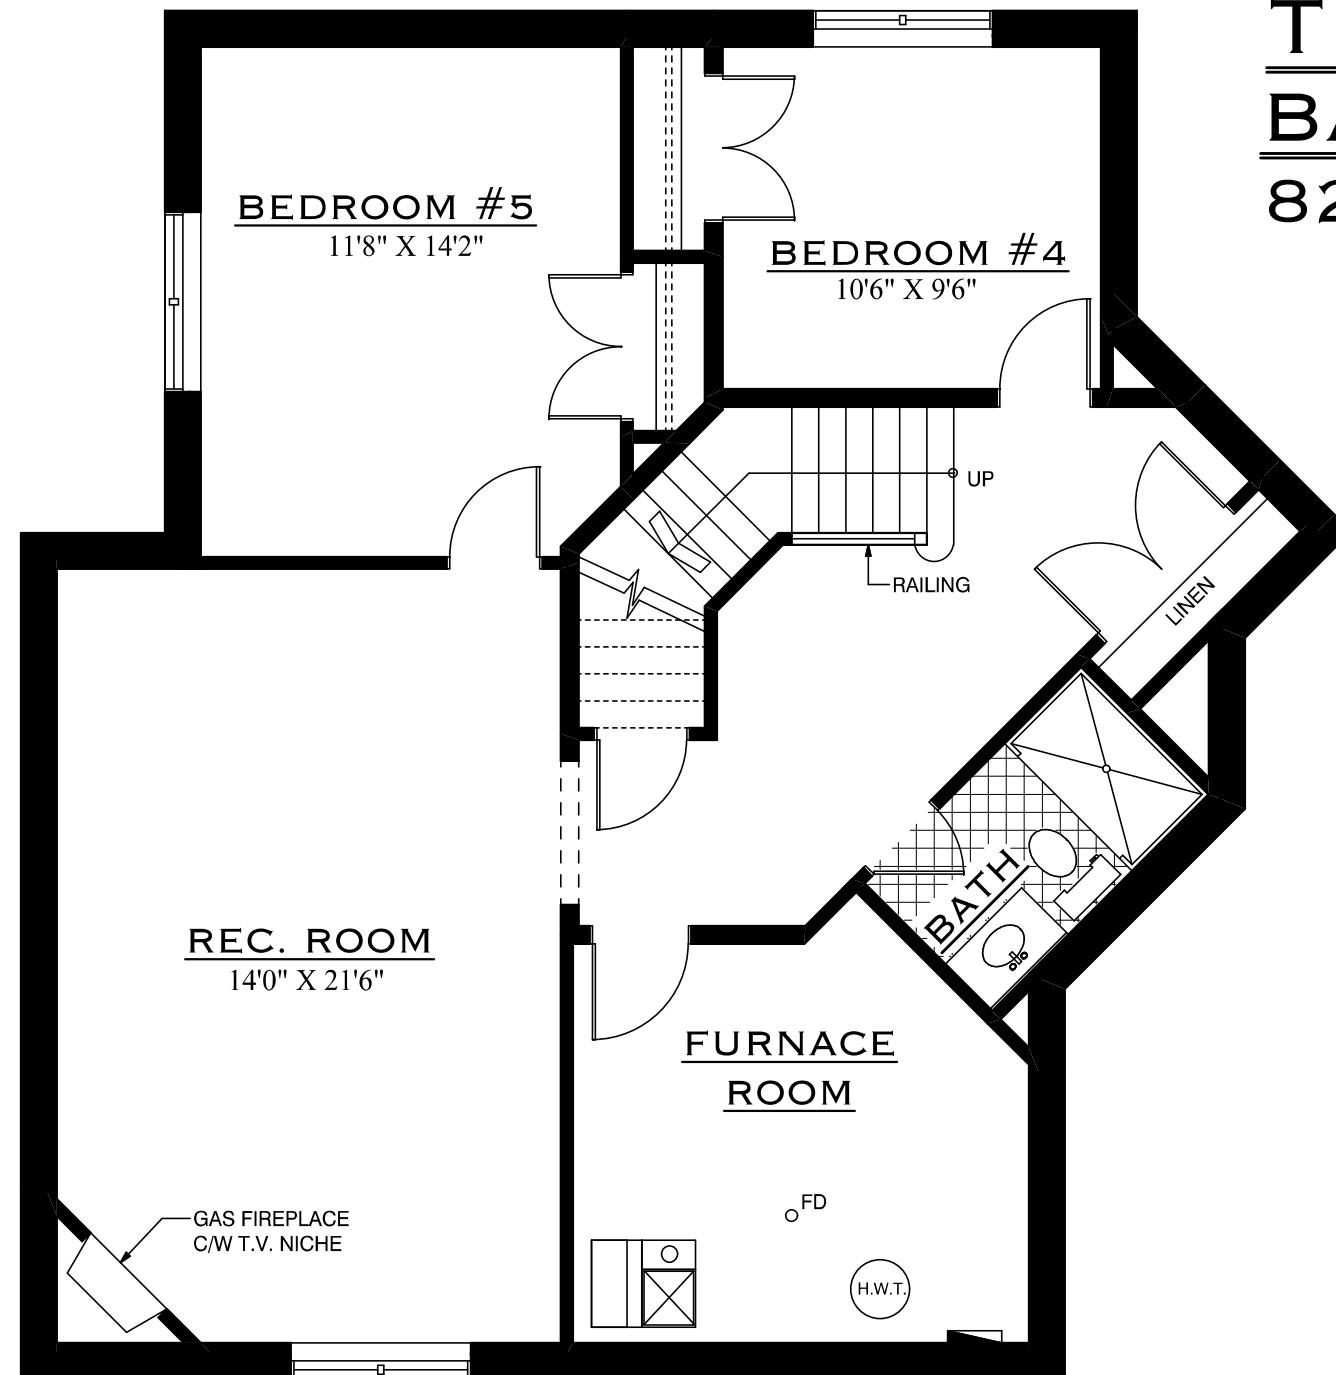 BEDROOM #5
11'8" X 14'2"
BEDROOM #4
10'6" X 9'6"
UP
RAILING
LINEN
BATH
REC. ROOM
14'0" X 21'6"
FURNACE
ROOM
FD
H.W.T.
GAS FIREPLACE
C/W T.V. NICHE